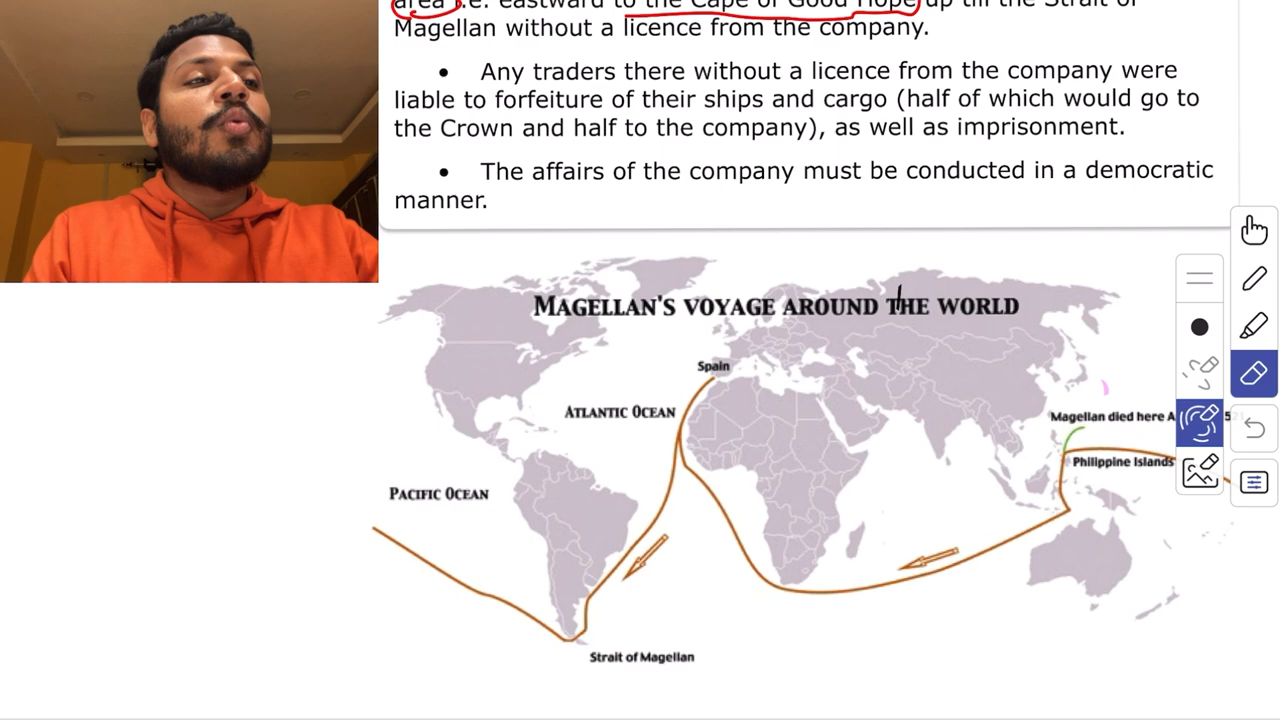 area i.e. eastward to the Cape of Good Hope up till the Strait of
Magellan without a licence from the company.
• Any traders there without a licence from the company were
liable to forfeiture of their ships and cargo (half of which would go to
the Crown and half to the company), as well as imprisonment.
• The affairs of the company must be conducted in a democratic
manner.
MAGELLAN'S VOYAGE AROUND THE WORLD
Spain
ATLANTIC OCEAN
Magellan died here A
Philippine Islands
PACIFIC OCEAN
Strait of Magellan